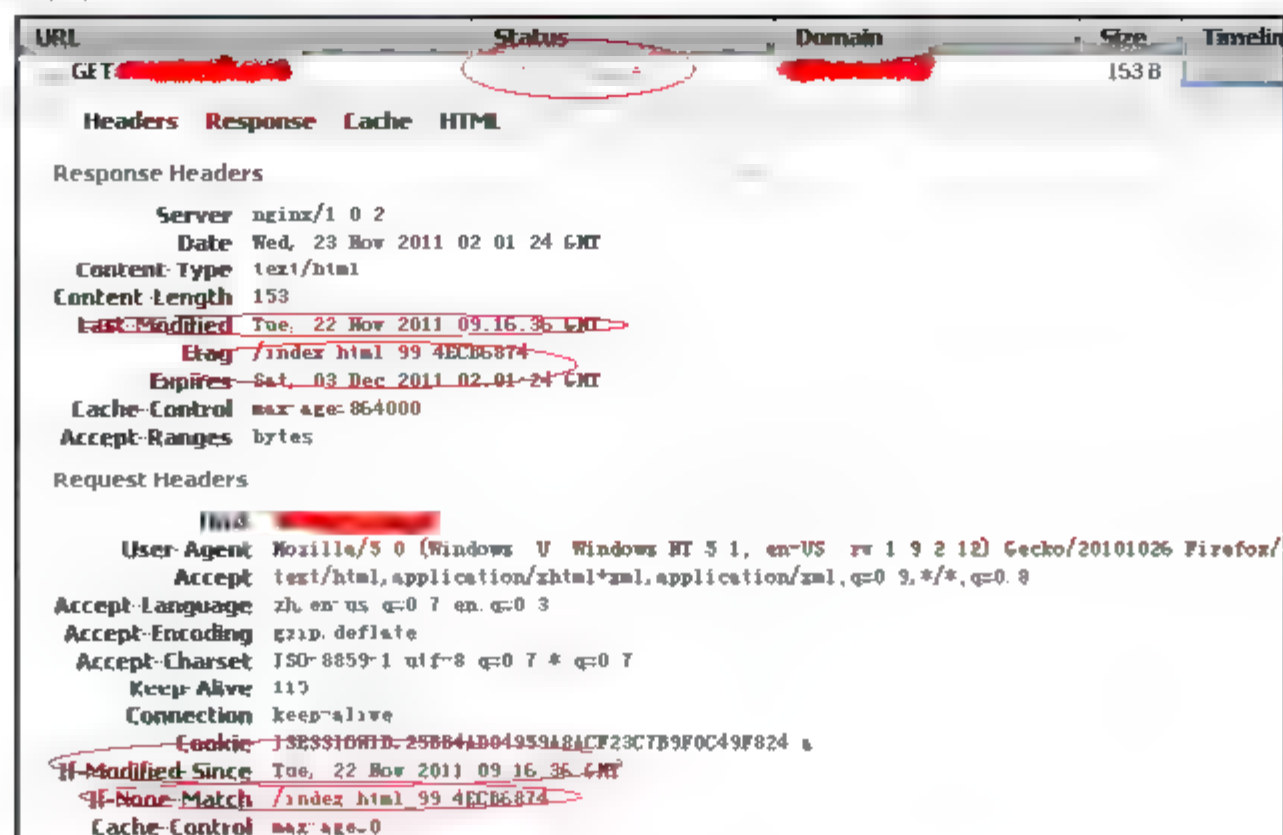 URL Status Domain Size Timelin
GET 153 B
Headers Response Cache HTML
Response Headers
Server nginx/1 0 2
Date Wed, 23 Nov 2011 02 01 24 GMT
Content-Type text/html
Content-Length 153
Last-Modified Tue, 22 Nov 2011 09.16.36 GMT
Etag /index html_99 4ECB6874
Expires Sat, 03 Dec 2011 02.01 24 GMT
Cache-Control max-age=864000
Accept-Ranges bytes
Request Headers
User-Agent Mozilla/5 0 (Windows U Windows NT 5 1, en-US rv 1 9 2 12) Gecko/20101026 Firefox/
Accept text/html,application/xhtml+xml,application/xml,q=0 9,*/*,q=0.8
Accept-Language zh, en-us q=0 7 en. q=0 3
Accept-Encoding gzip.deflate
Accept-Charset ISO-8859-1 utf-8 q=0 7 * q=0 7
Keep-Alive 115
Connection keep-alive
Cookie
If-Modified-Since Tue, 22 Nov 2011 09 16 36 GMT
If-None-Match /index html_99 4ECB6874
Cache-Control max-age=0